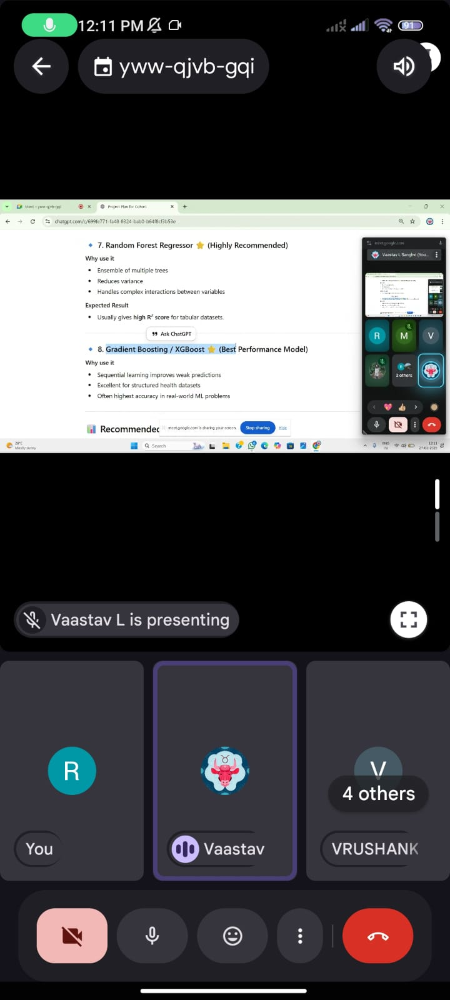 12:11 PM
91
yww-qjvb-gqi
Meet - yww-qjvb-gqi
Project Plan for Cohort
chatgpt.com/c/699fe771-fa48-8324-bab0-b64f8cf3b53e
7. Random Forest Regressor ⭐ (Highly Recommended)
Why use it
• Ensemble of multiple trees
• Reduces variance
• Handles complex interactions between variables
Expected Result
• Usually gives high R² score for tabular datasets.
Ask ChatGPT
8. Gradient Boosting / XGBoost ⭐ (Best Performance Model)
Why use it
• Sequential learning improves weak predictions
• Excellent for structured health datasets
• Often highest accuracy in real-world ML problems
Recommended
meet.google.com is sharing your screen.
Stop sharing
Hide
meet.google.com
Vaastav L Sanghvi (You...
R
M
V
R
2 others
Mostly sunny
Search
ENG
IN
12:11
Vaastav L is presenting
R
V
4 others
You
Vaastav
VRUSHANK